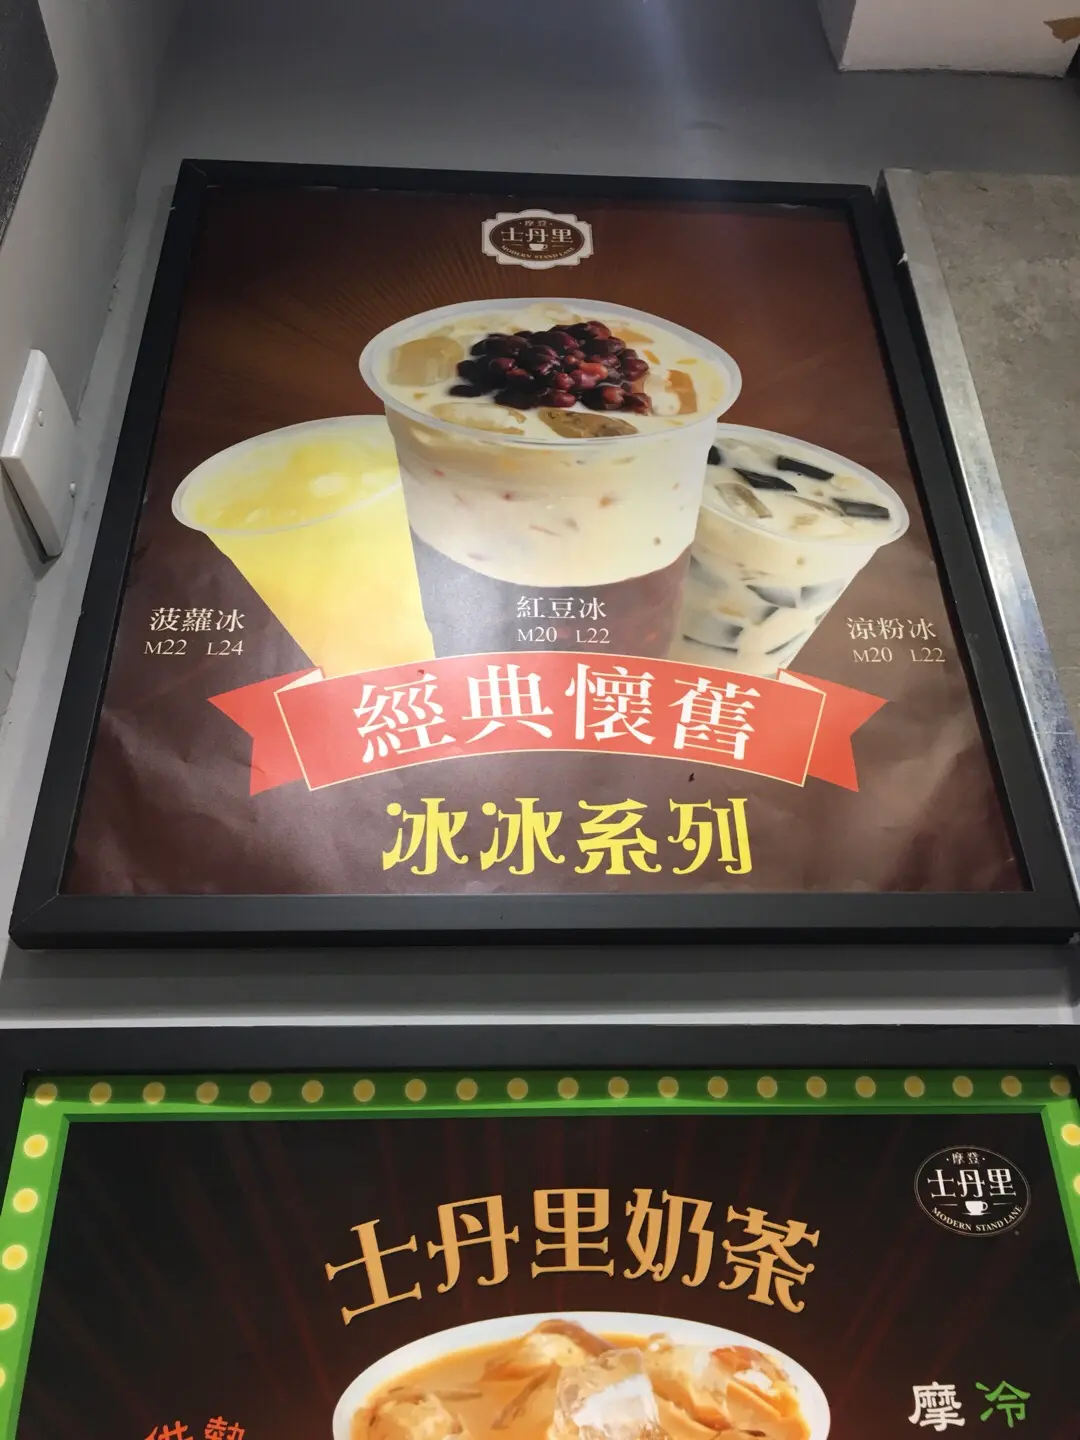 摩登
士丹里
MODERN STAND LANE
菠蘿冰
M22 L24
紅豆冰
M20 L22
涼粉冰
M20 L22
經典懷舊
冰冰系列
摩登
士丹里
MODERN STAND LANE
士丹里奶茶
摩冷
熱